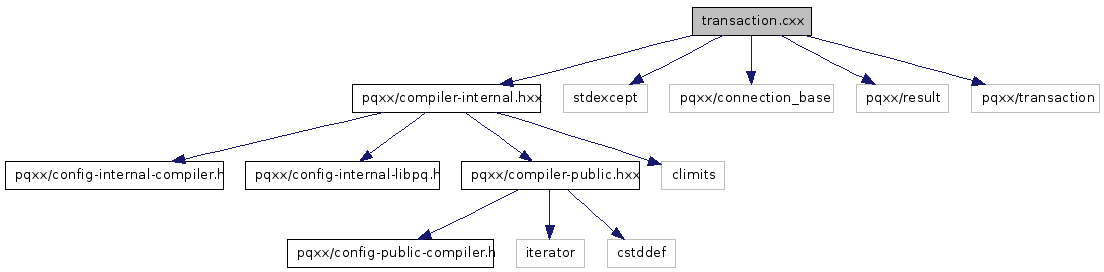 transaction.cxx
pqxx/compiler-internal.hxx
stdexcept
pqxx/connection_base
pqxx/result
pqxx/transaction
pqxx/config-internal-compiler.h
pqxx/config-internal-libpq.h
pqxx/compiler-public.hxx
climits
pqxx/config-public-compiler.h
iterator
cstddef